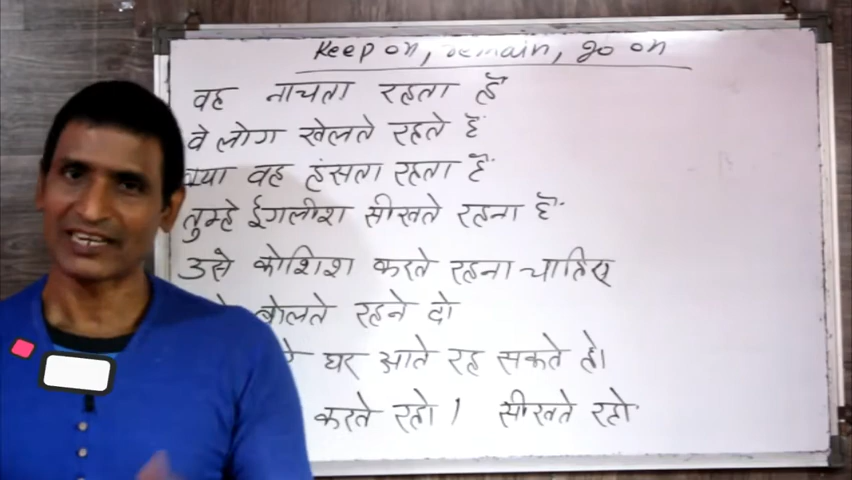 Keep on, remain, go on
वह नाचता रहता है
वे लोग खेलते रहते हैं
क्या वह हंसता रहता है
तुम्हे ईंगलीश सीखते रहना है
उसे कोशिश करते रहना चाहिए
बोलते रहने दो
घर आते रह सकते हो।
करते रहो। सीखते रहो